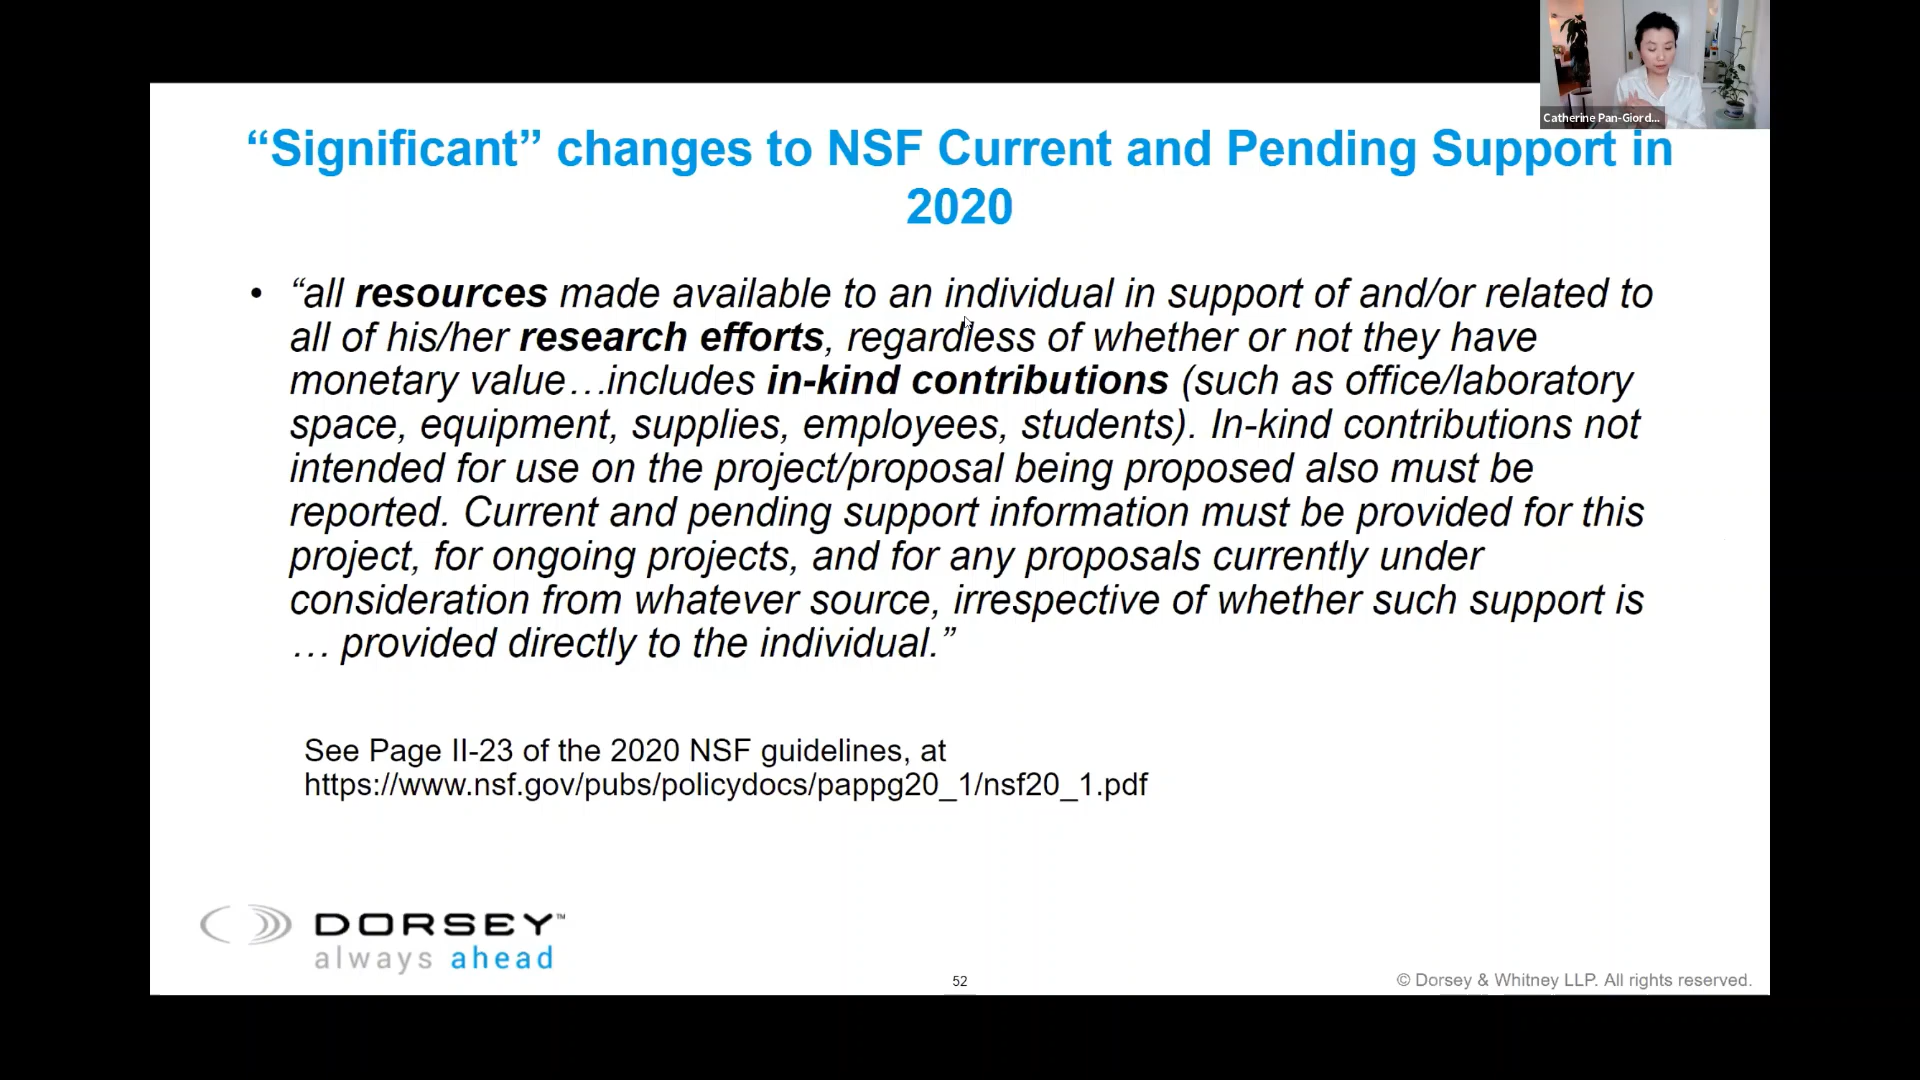 Catherine Pan-Giord...
“Significant” changes to NSF Current and Pending Support in
2020
• “all resources made available to an individual in support of and/or related to
all of his/her research efforts, regardless of whether or not they have
monetary value…includes in-kind contributions (such as office/laboratory
space, equipment, supplies, employees, students). In-kind contributions not
intended for use on the project/proposal being proposed also must be
reported. Current and pending support information must be provided for this
project, for ongoing projects, and for any proposals currently under
consideration from whatever source, irrespective of whether such support is
… provided directly to the individual.”
See Page II-23 of the 2020 NSF guidelines, at
https://www.nsf.gov/pubs/policydocs/pappg20_1/nsf20_1.pdf
DORSEY™
always ahead
52
© Dorsey & Whitney LLP. All rights reserved.